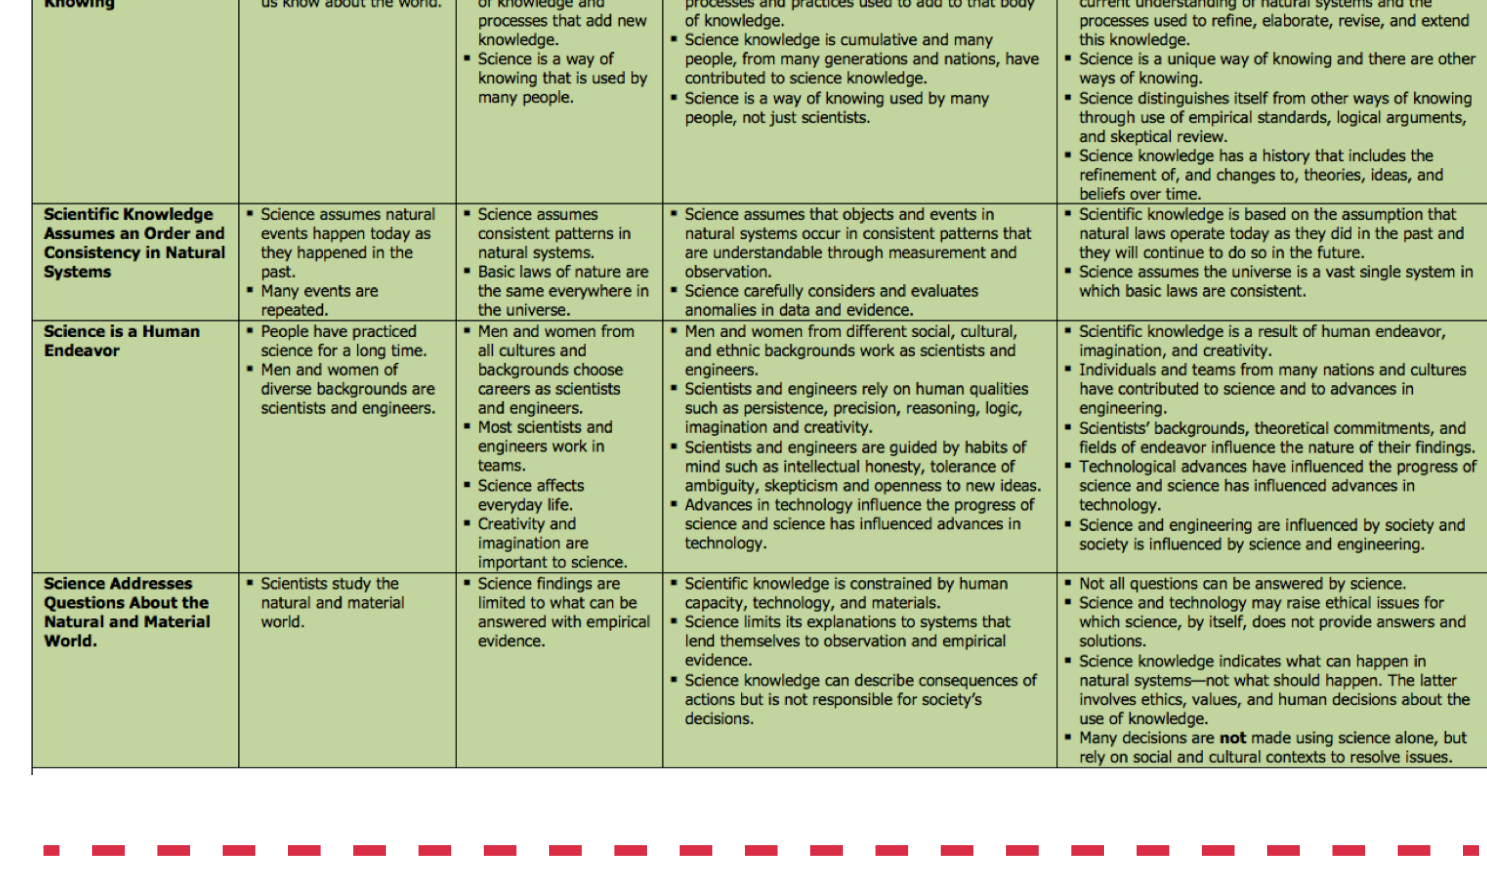 Knowing
us know about the world.
of knowledge and
processes that add new
knowledge.
▪ Science is a way of
knowing that is used by
many people.
processes and practices used to add to that body
of knowledge.
▪ Science knowledge is cumulative and many
people, from many generations and nations, have
contributed to science knowledge.
▪ Science is a way of knowing used by many
people, not just scientists.
current understanding of natural systems and the
processes used to refine, elaborate, revise, and extend
this knowledge.
▪ Science is a unique way of knowing and there are other
ways of knowing.
▪ Science distinguishes itself from other ways of knowing
through use of empirical standards, logical arguments,
and skeptical review.
▪ Science knowledge has a history that includes the
refinement of, and changes to, theories, ideas, and
beliefs over time.
Scientific Knowledge
Assumes an Order and
Consistency in Natural
Systems
▪ Science assumes natural
events happen today as
they happened in the
past.
▪ Many events are
repeated.
▪ Science assumes
consistent patterns in
natural systems.
▪ Basic laws of nature are
the same everywhere in
the universe.
▪ Science assumes that objects and events in
natural systems occur in consistent patterns that
are understandable through measurement and
observation.
▪ Science carefully considers and evaluates
anomalies in data and evidence.
▪ Scientific knowledge is based on the assumption that
natural laws operate today as they did in the past and
they will continue to do so in the future.
▪ Science assumes the universe is a vast single system in
which basic laws are consistent.
Science is a Human
Endeavor
▪ People have practiced
science for a long time.
▪ Men and women of
diverse backgrounds are
scientists and engineers.
▪ Men and women from
all cultures and
backgrounds choose
careers as scientists
and engineers.
▪ Most scientists and
engineers work in
teams.
▪ Science affects
everyday life.
▪ Creativity and
imagination are
important to science.
▪ Men and women from different social, cultural,
and ethnic backgrounds work as scientists and
engineers.
▪ Scientists and engineers rely on human qualities
such as persistence, precision, reasoning, logic,
imagination and creativity.
▪ Scientists and engineers are guided by habits of
mind such as intellectual honesty, tolerance of
ambiguity, skepticism and openness to new ideas.
▪ Advances in technology influence the progress of
science and science has influenced advances in
technology.
▪ Scientific knowledge is a result of human endeavor,
imagination, and creativity.
▪ Individuals and teams from many nations and cultures
have contributed to science and to advances in
engineering.
▪ Scientists’ backgrounds, theoretical commitments, and
fields of endeavor influence the nature of their findings.
▪ Technological advances have influenced the progress of
science and science has influenced advances in
technology.
▪ Science and engineering are influenced by society and
society is influenced by science and engineering.
Science Addresses
Questions About the
Natural and Material
World.
▪ Scientists study the
natural and material
world.
▪ Science findings are
limited to what can be
answered with empirical
evidence.
▪ Scientific knowledge is constrained by human
capacity, technology, and materials.
▪ Science limits its explanations to systems that
lend themselves to observation and empirical
evidence.
▪ Science knowledge can describe consequences of
actions but is not responsible for society’s
decisions.
▪ Not all questions can be answered by science.
▪ Science and technology may raise ethical issues for
which science, by itself, does not provide answers and
solutions.
▪ Science knowledge indicates what can happen in
natural systems—not what should happen. The latter
involves ethics, values, and human decisions about the
use of knowledge.
▪ Many decisions are not made using science alone, but
rely on social and cultural contexts to resolve issues.